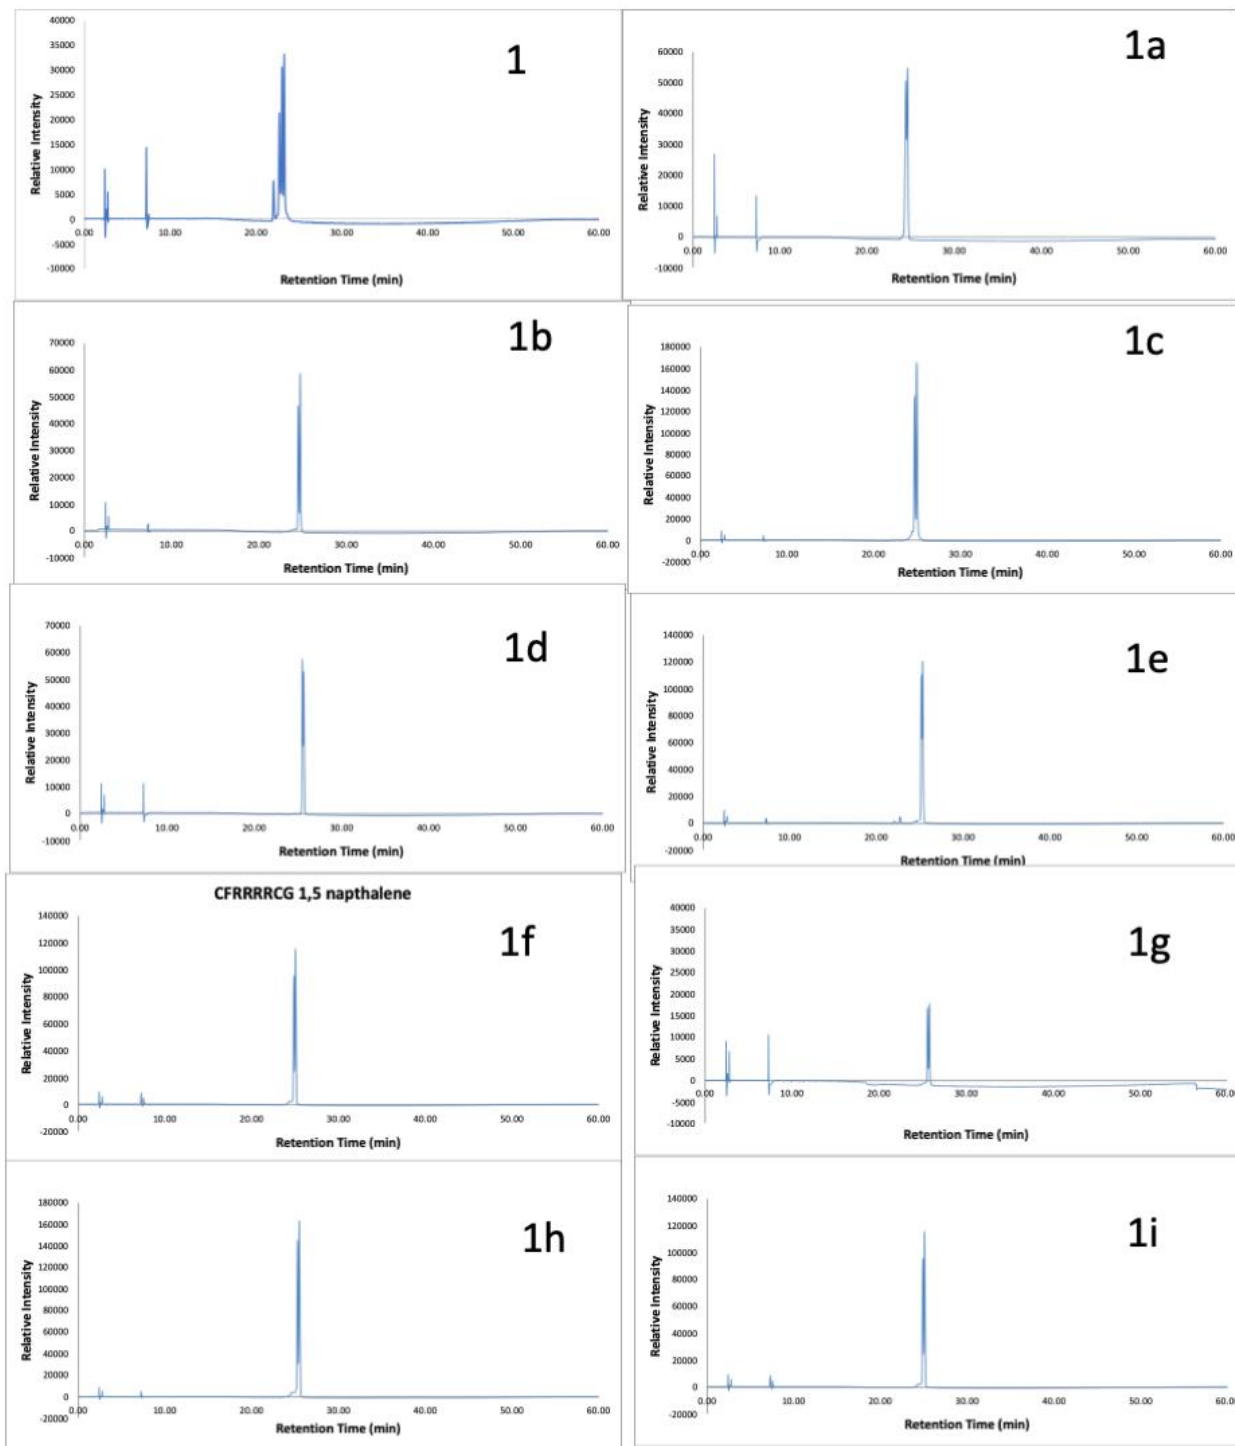 1
40000
35000
30000
25000
20000
15000
10000
5000
0
-5000
-10000
0.00 10.00 20.00 30.00 40.00 50.00 60.00
Relative Intensity
Retention Time (min)
1a
60000
50000
40000
30000
20000
10000
0
-10000
0.00 10.00 20.00 30.00 40.00 50.00 60.00
Relative Intensity
Retention Time (min)
1b
70000
60000
50000
40000
30000
20000
10000
0
-10000
0.00 10.00 20.00 30.00 40.00 50.00 60.00
Relative Intensity
Retention Time (min)
1c
180000
160000
140000
120000
100000
80000
60000
40000
20000
0
-20000
0.00 10.00 20.00 30.00 40.00 50.00 60.00
Relative Intensity
Retention Time (min)
1d
70000
60000
50000
40000
30000
20000
10000
0
-10000
0.00 10.00 20.00 30.00 40.00 50.00 60.00
Relative Intensity
Retention Time (min)
1e
140000
120000
100000
80000
60000
40000
20000
0
-20000
0.00 10.00 20.00 30.00 40.00 50.00 60.00
Relative Intensity
Retention Time (min)
CFRRRRCG 1,5 napthalene
1f
140000
120000
100000
80000
60000
40000
20000
0
-20000
0.00 10.00 20.00 30.00 40.00 50.00 60.00
Relative Intensity
Retention Time (min)
1g
40000
35000
30000
25000
20000
15000
10000
5000
0
-5000
-10000
0.00 10.00 20.00 30.00 40.00 50.00 60.00
Relative Intensity
Retention Time (min)
1h
180000
160000
140000
120000
100000
80000
60000
40000
20000
0
-20000
0.00 10.00 20.00 30.00 40.00 50.00 60.00
Relative Intensity
Retention Time (min)
1i
140000
120000
100000
80000
60000
40000
20000
0
-20000
0.00 10.00 20.00 30.00 40.00 50.00 60.00
Relative Intensity
Retention Time (min)